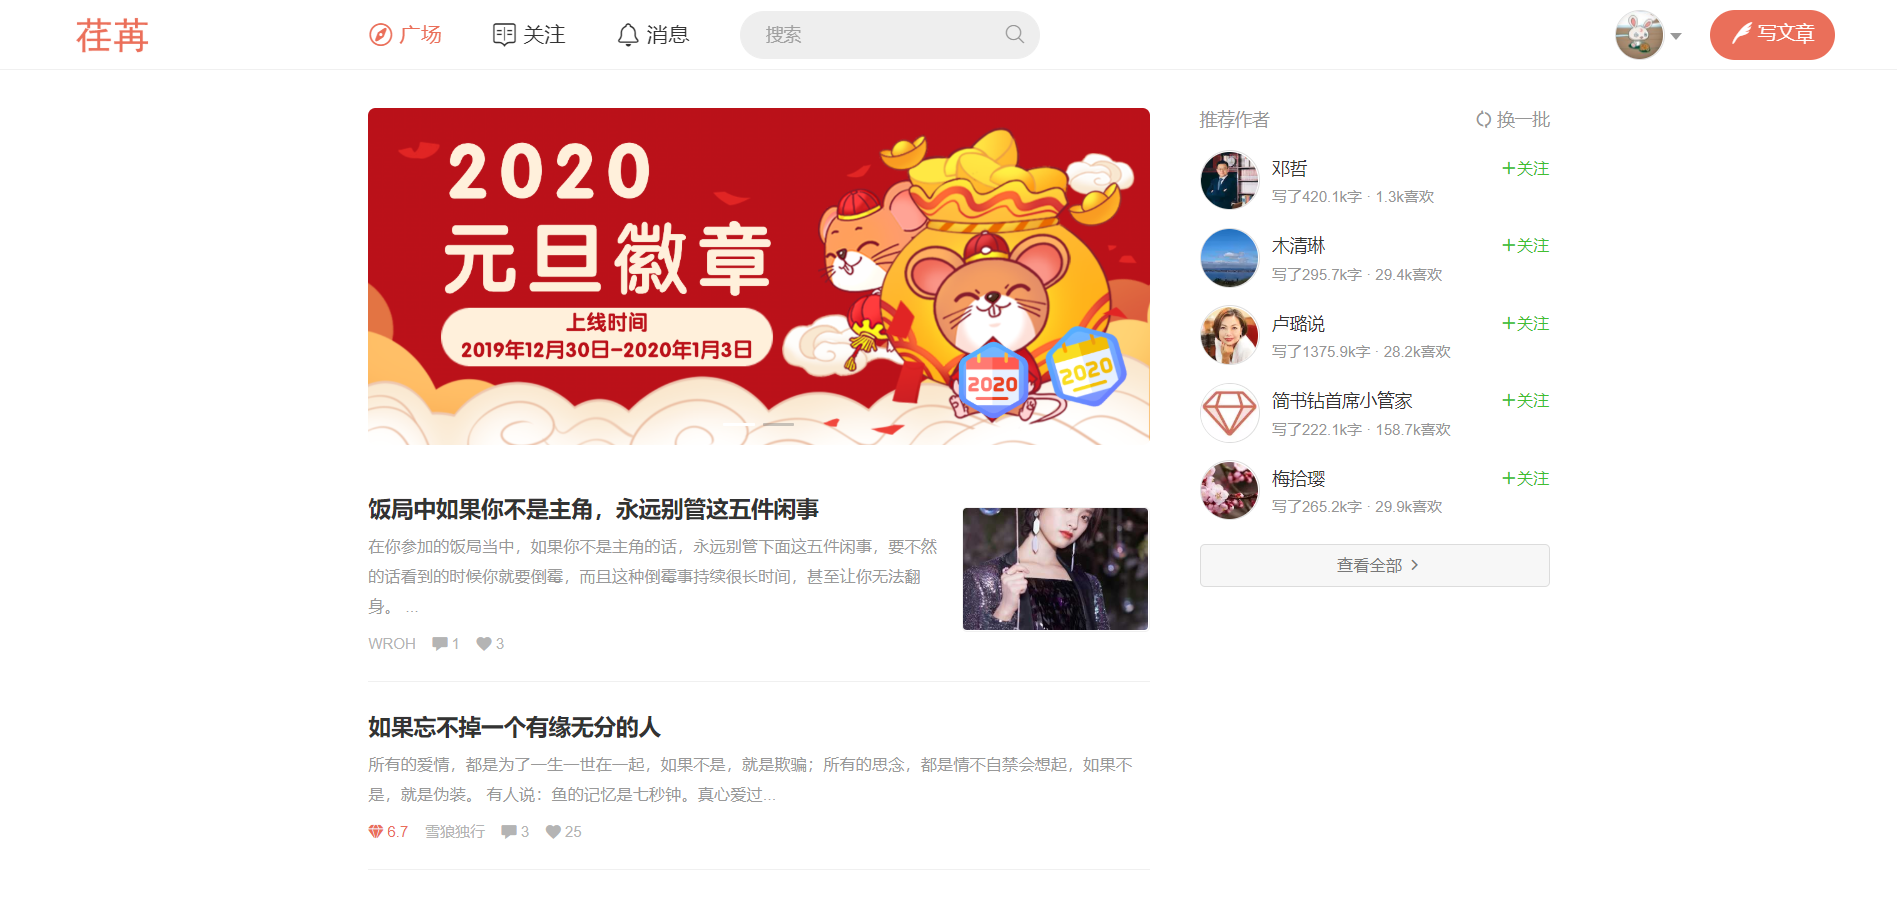 荏苒
广场
关注
消息
搜索
写文章
2020
元旦徽章
上线时间
2019年12月30日-2020年1月3日
2020
2020
饭局中如果你不是主角，永远别管这五件闲事
在你参加的饭局当中，如果你不是主角的话，永远别管下面这五件闲事，要不然
的话看到的时候你就要倒霉，而且这种倒霉事持续很长时间，甚至让你无法翻
身。 ...
WROH 1 3
如果忘不掉一个有缘无分的人
所有的爱情，都是为了一生一世在一起，如果不是，就是欺骗；所有的思念，都是情不自禁会想起，如果不
是，就是伪装。 有人说：鱼的记忆是七秒钟。真心爱过...
6.7 雪狼独行 3 25
推荐作者 换一批
邓哲 +关注
写了420.1k字 · 1.3k喜欢
木清琳 +关注
写了295.7k字 · 29.4k喜欢
卢璐说 +关注
写了1375.9k字 · 28.2k喜欢
简书钻首席小管家 +关注
写了222.1k字 · 158.7k喜欢
梅拾璎 +关注
写了265.2k字 · 29.9k喜欢
查看全部 >